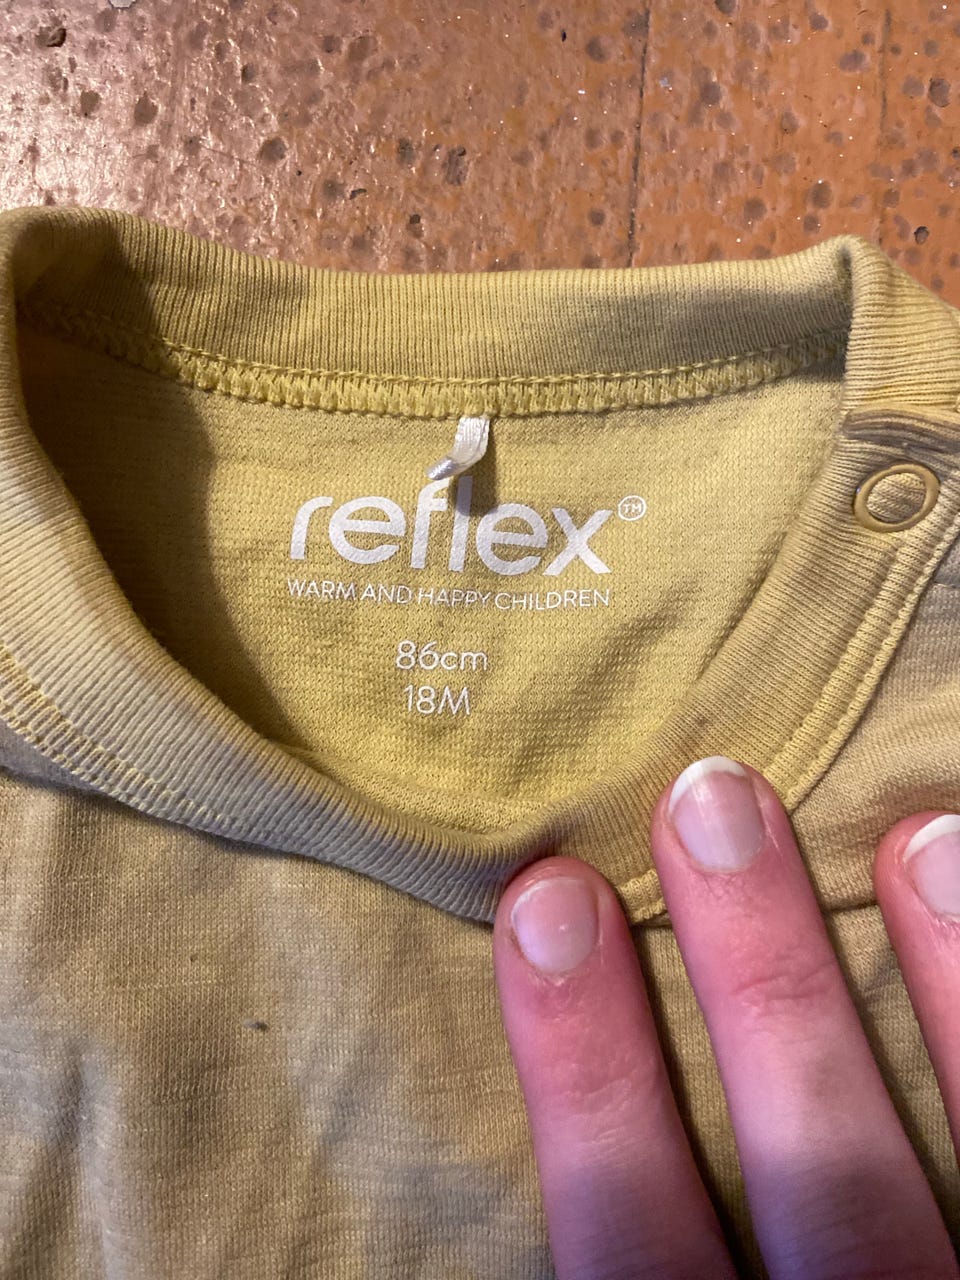 reflex™
WARM AND HAPPY CHILDREN
86cm
18M